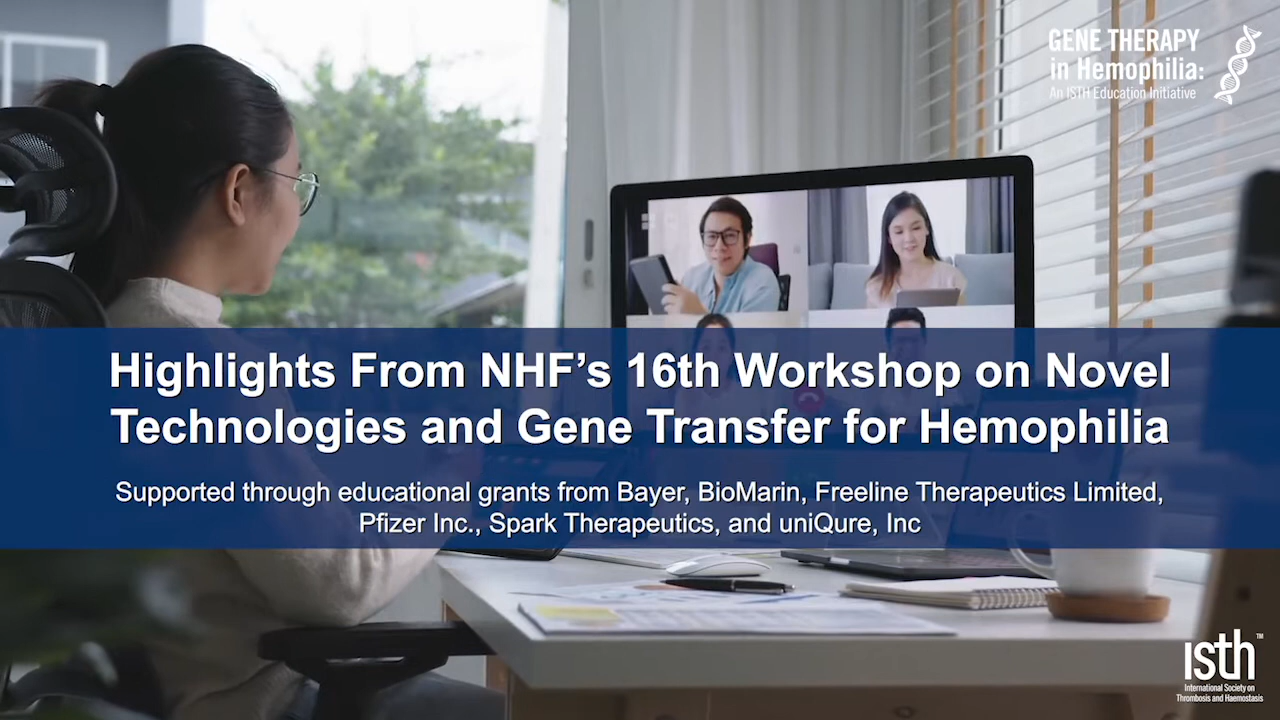 GENE THERAPY
in Hemophilia:
An ISTH Education Initiative
Highlights From NHF’s 16th Workshop on Novel
Technologies and Gene Transfer for Hemophilia
Supported through educational grants from Bayer, BioMarin, Freeline Therapeutics Limited,
Pfizer Inc., Spark Therapeutics, and uniQure, Inc
isth™
International Society on
Thrombosis and Haemostasis